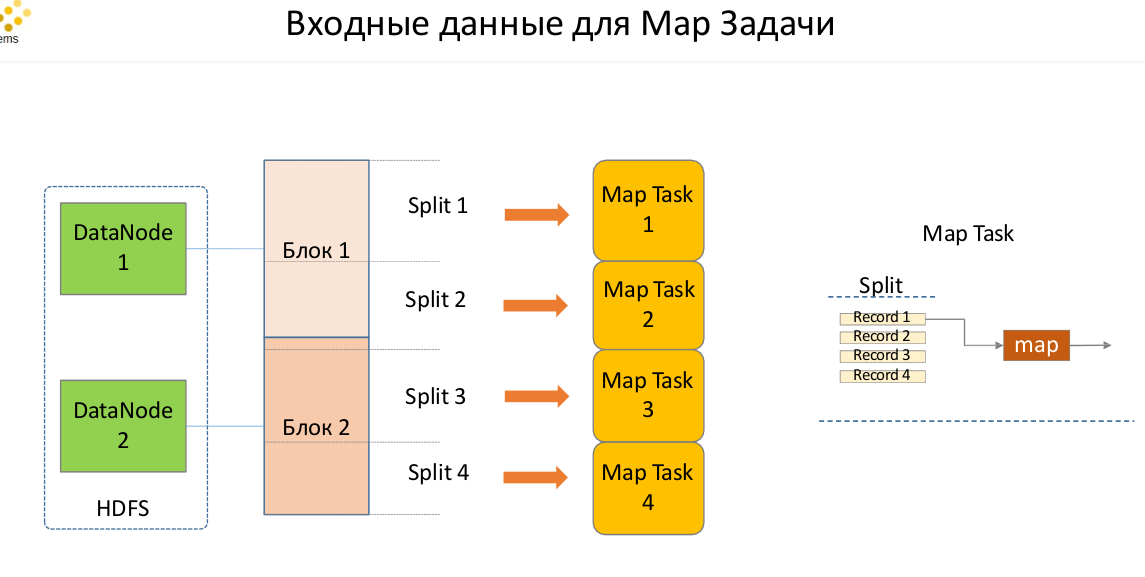 Входные данные для Map Задачи
ems
DataNode
1
DataNode
2
HDFS
Блок 1
Блок 2
Split 1
Split 2
Split 3
Split 4
Map Task
1
Map Task
2
Map Task
3
Map Task
4
Map Task
Split
Record 1
Record 2
Record 3
Record 4
map